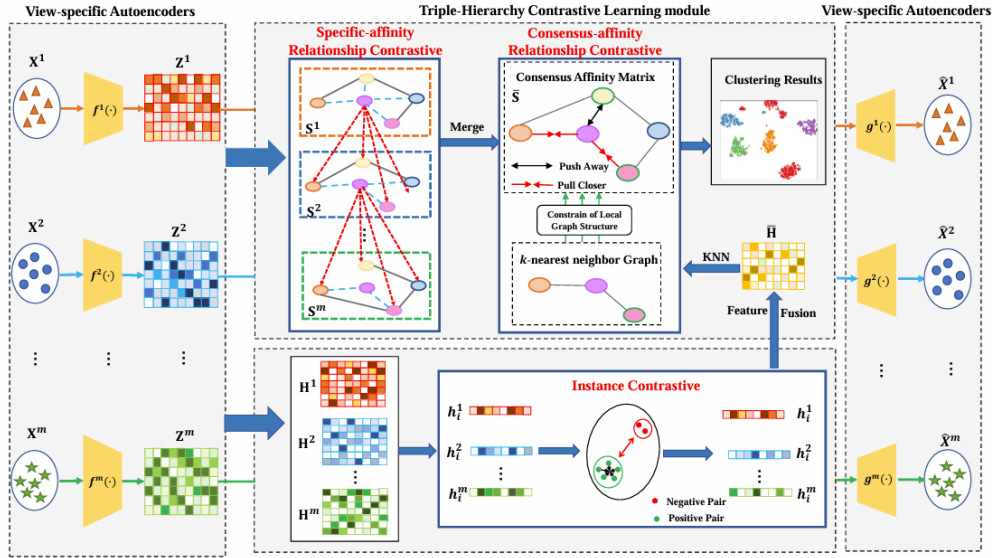 View-specific Autoencoders
Triple-Hierarchy Contrastive Learning module
View-specific Autoencoders
X¹
f¹(·)
Z¹
X²
f²(·)
Z²
...
...
Xᵐ
fᵐ(·)
Zᵐ
Specific-affinity
Relationship Contrastive
S¹
S²
⋮
Sᵐ
Merge
Consensus-affinity
Relationship Contrastive
Consensus Affinity Matrix
S̄
Push Away
Pull Closer
Constrain of Local
Graph Structure
k-nearest neighbor Graph
Clustering Results
KNN
H̄
Feature
Fusion
H¹
H²
...
Hᵐ
Instance Contrastive
hᵢ¹
hᵢ²
⋮
hᵢᵐ
Negative Pair
Positive Pair
hᵢ¹
hᵢ²
⋮
hᵢᵐ
g¹(·)
X̂¹
g²(·)
X̂²
...
...
gᵐ(·)
X̂ᵐ